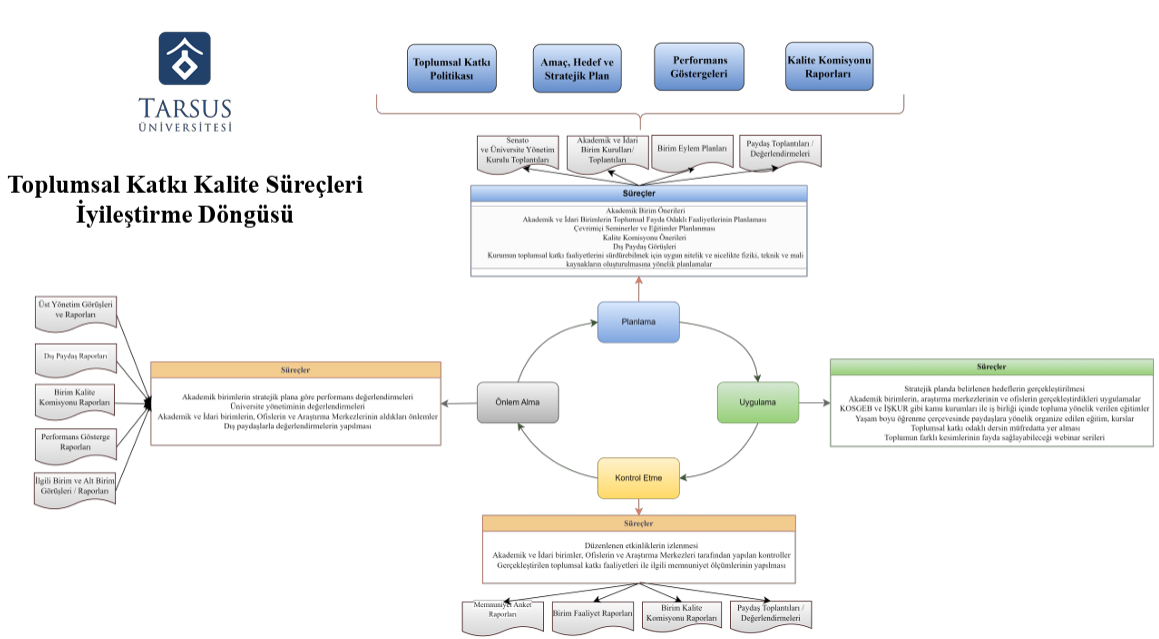 TARSUS
ÜNİVERSİTESİ
Toplumsal Katkı Kalite Süreçleri
İyileştirme Döngüsü
Toplumsal Katkı
Politikası
Amaç, Hedef ve
Stratejik Plan
Performans
Göstergeleri
Kalite Komisyonu
Raporları
Senato
ve Üniversite Yönetim
Kurulu Toplantıları
Akademik ve İdari
Birim Kurulları/
Toplantıları
Birim Eylem Planları
Paydaş Toplantıları /
Değerlendirmeleri
Süreçler
Akademik Birim Önerileri
Akademik ve İdari Birimlerin Toplumsal Fayda Odaklı Faaliyetlerinin Planlaması
Çevrimiçi Seminerler ve Eğitimler Planlanması
Kalite Komisyonu Önerileri
Dış Paydaş Görüşleri
Kurumun toplumsal katkı faaliyetlerini sürdürebilmek için uygun nitelik ve nicelikte fiziki, teknik ve mali
kaynakların oluşturulmasına yönelik planlamalar
Planlama
Uygulama
Kontrol Etme
Önlem Alma
Süreçler
Stratejik planda belirlenen hedeflerin gerçekleştirilmesi
Akademik birimlerin, araştırma merkezlerinin ve ofislerin gerçekleştirdikleri uygulamalar
KOSGEB ve İŞKUR gibi kamu kurumları ile iş birliği içinde topluma yönelik verilen eğitimler
Yaşam boyu öğrenme çerçevesinde paydaşlara yönelik organize edilen eğitim, kurslar
Toplumsal katkı odaklı dersin müfredatta yer alması
Toplumun farklı kesimlerinin fayda sağlayabileceği webinar serileri
Süreçler
Düzenlenen etkinliklerin izlenmesi
Akademik ve İdari birimler, Ofislerin ve Araştırma Merkezleri tarafından yapılan kontroller
Gerçekleştirilen toplumsal katkı faaliyetleri ile ilgili memnuniyet ölçümlerinin yapılması
Memnuniyet Anket
Raporları
Birim Faaliyet Raporları
Birim Kalite
Komisyonu Raporları
Paydaş Toplantıları /
Değerlendirmeleri
Süreçler
Akademik birimlerin stratejik plana göre performans değerlendirmeleri
Üniversite yönetiminin değerlendirmeleri
Akademik ve İdari birimlerin, Ofislerin ve Araştırma Merkezlerinin aldıkları önlemler
Dış paydaşlarla değerlendirmelerin yapılması
Üst Yönetim Görüşleri
ve Raporları
Dış Paydaş Raporları
Birim Kalite
Komisyonu Raporları
Performans Gösterge
Raporları
İlgili Birim ve Alt Birim
Görüşleri / Raporları